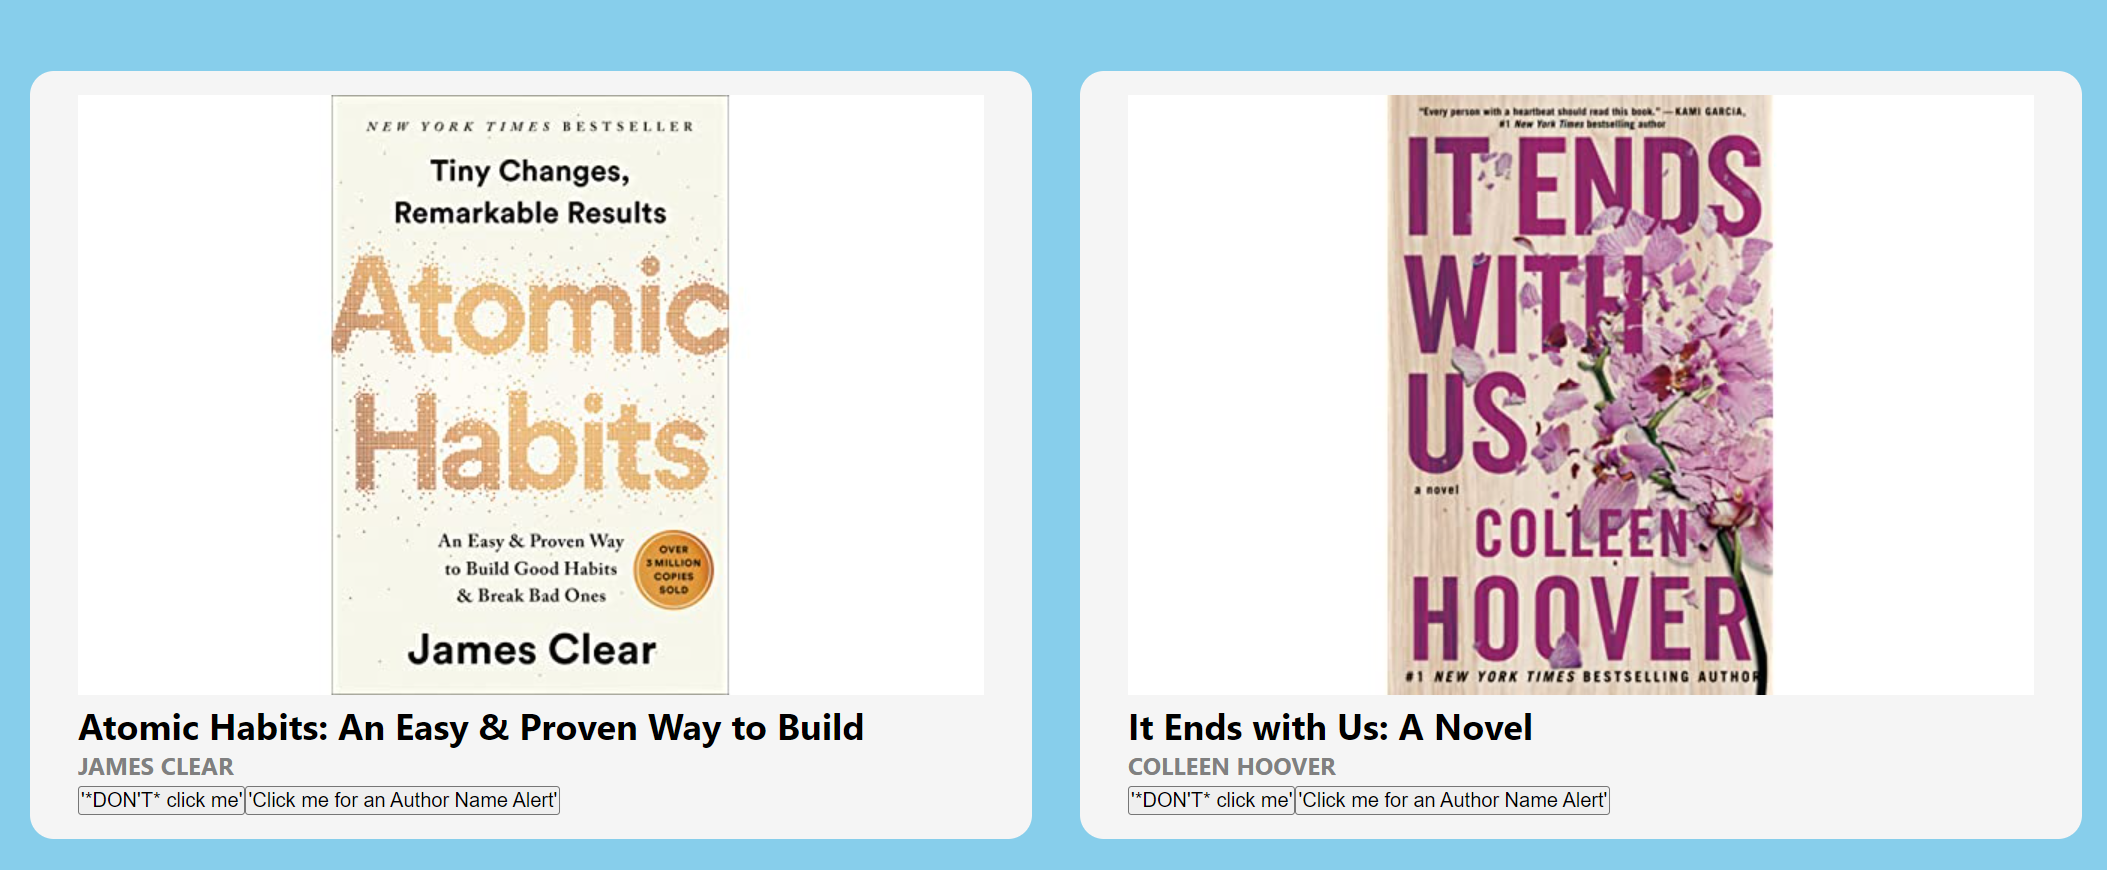 NEW YORK TIMES BESTSELLER
Tiny Changes,
Remarkable Results
Atomic
Habits
An Easy & Proven Way
to Build Good Habits
& Break Bad Ones
OVER
3 MILLION
COPIES
SOLD
James Clear
Atomic Habits: An Easy & Proven Way to Build
JAMES CLEAR
'*DON'T* click me' 'Click me for an Author Name Alert'
"Every person with a heartbeat should read this book." —KAMI GARCIA,
#1 New York Times bestselling author
IT ENDS
WITH
US
a novel
COLLEEN
HOOVER
#1 NEW YORK TIMES BESTSELLING AUTHOR
It Ends with Us: A Novel
COLLEEN HOOVER
'*DON'T* click me' 'Click me for an Author Name Alert'